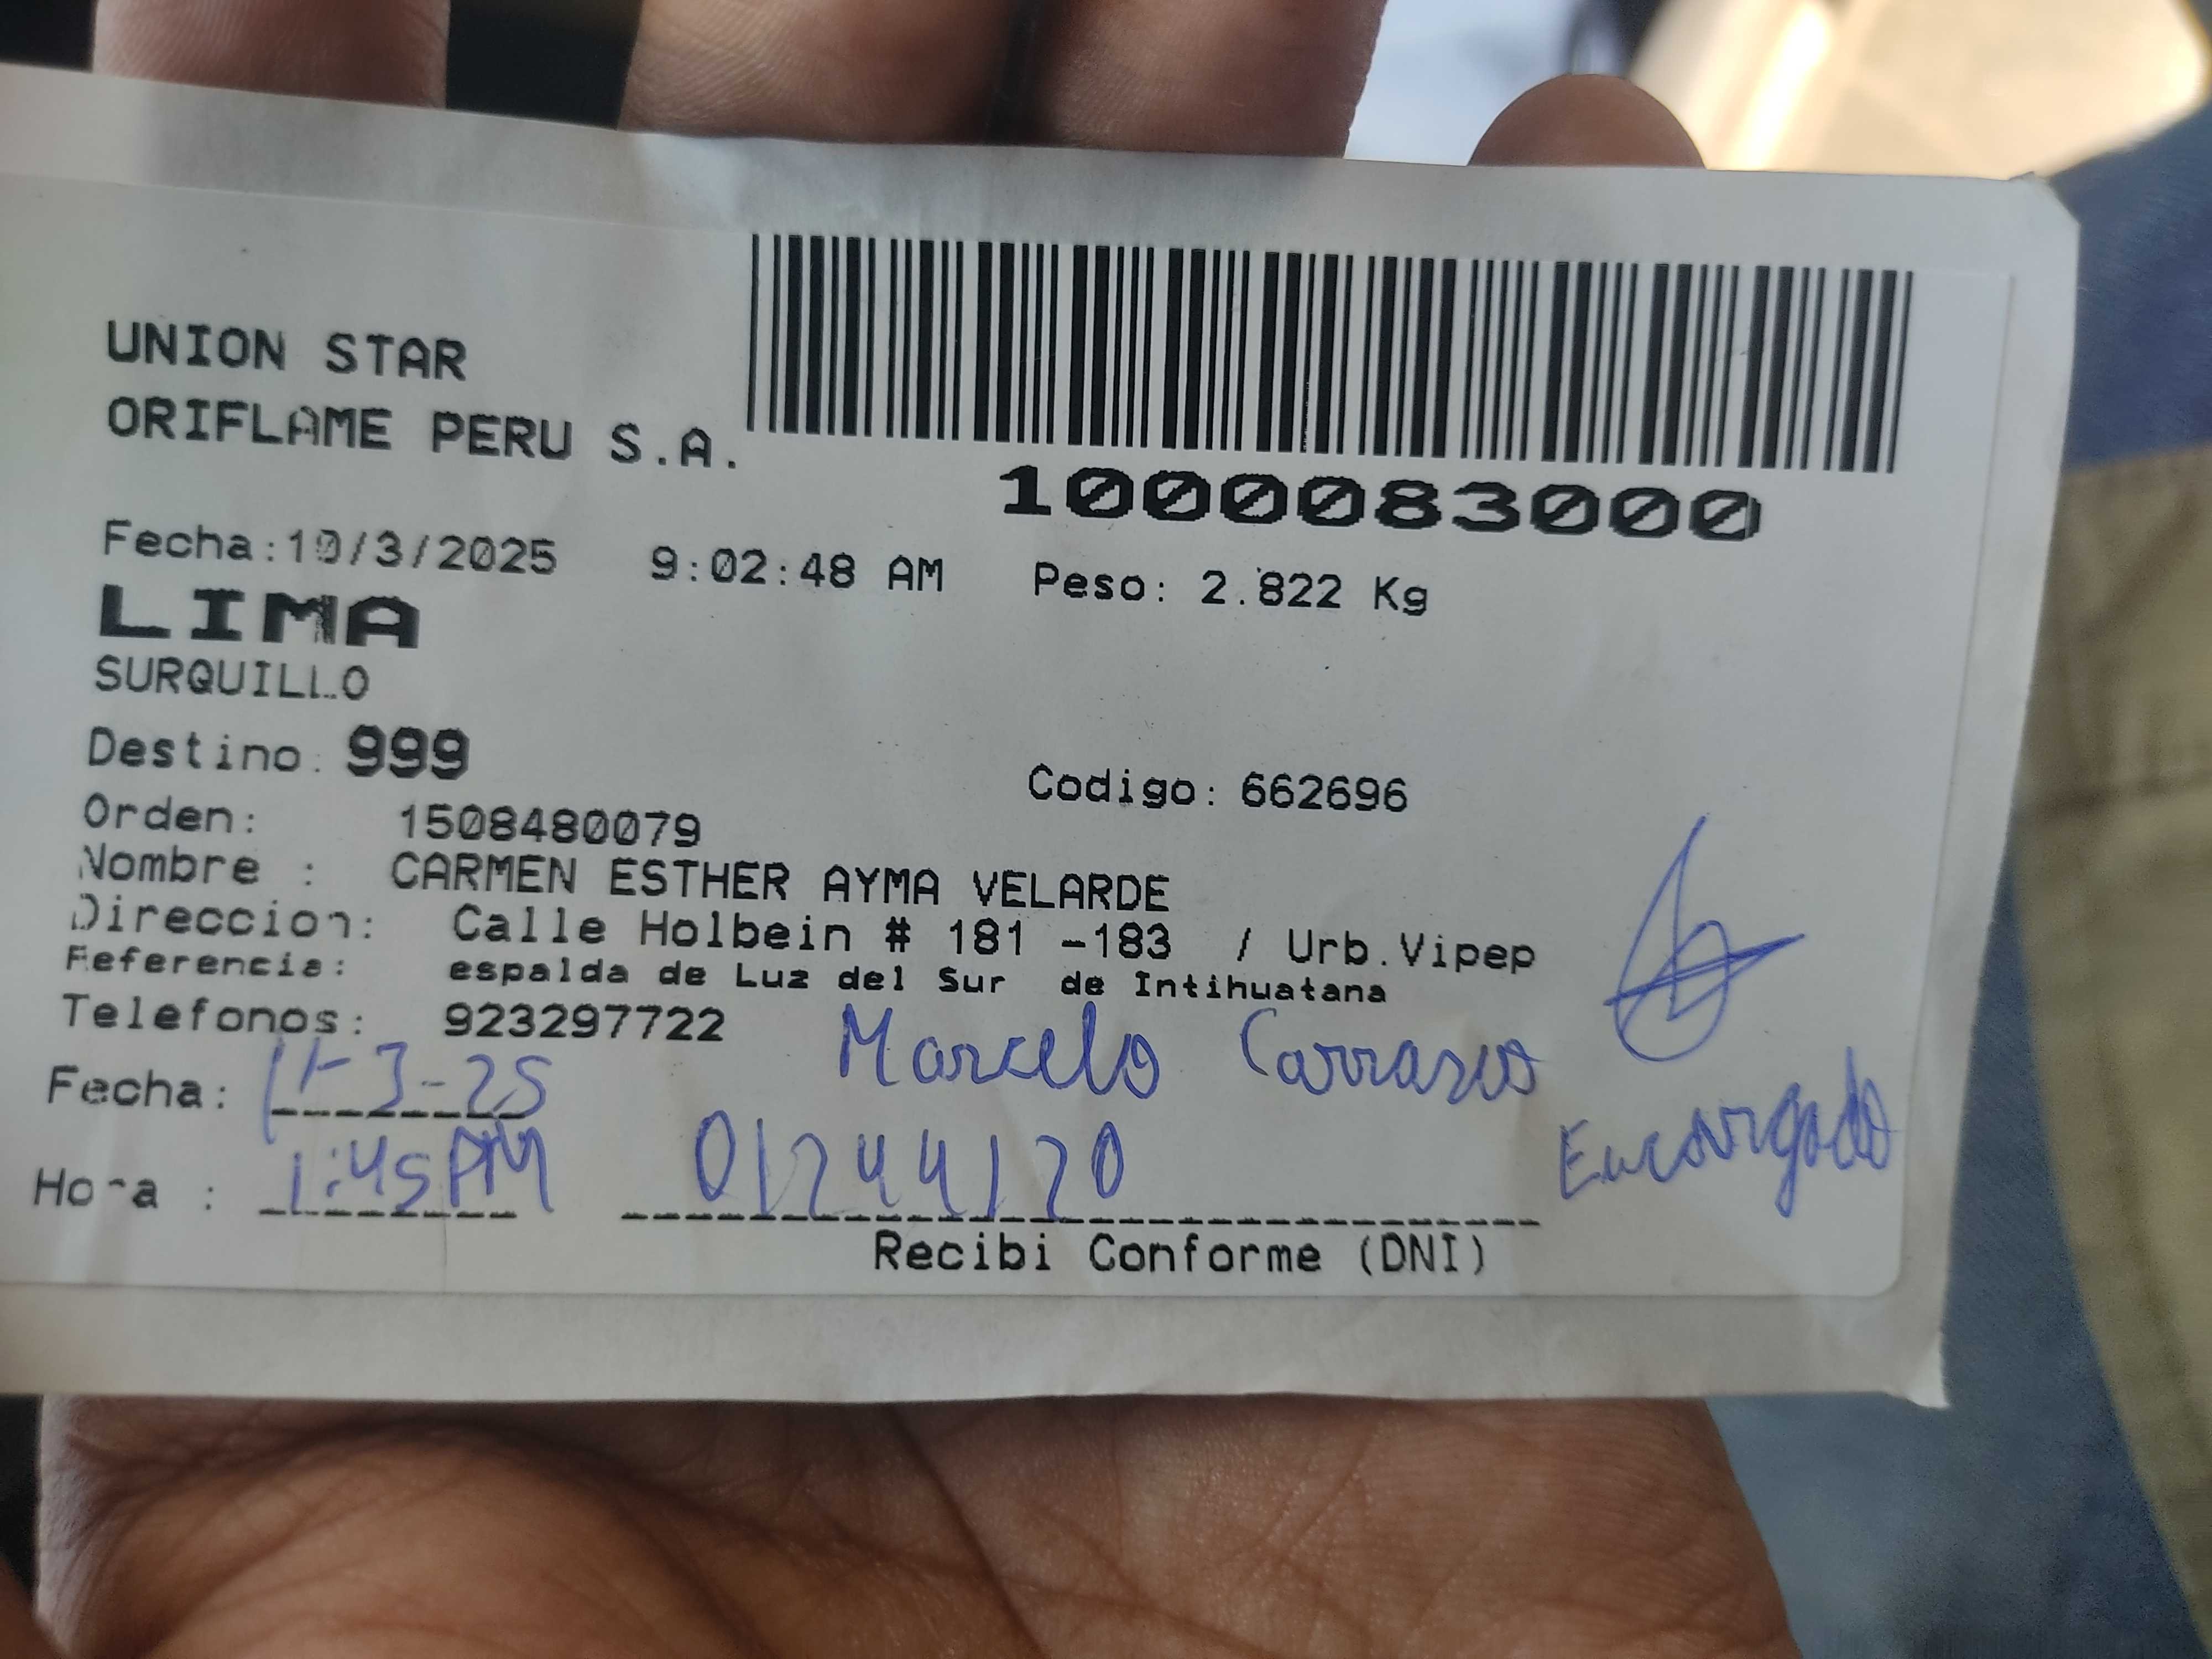 UNION STAR
ORIFLAME PERU S.A.
1000083000
Fecha:10/3/2025 9:02:48 AM Peso: 2.822 Kg
LIMA
SURQUILLO
Destino: 999
Codigo: 662696
Orden: 1508480079
Nombre : CARMEN ESTHER AYMA VELARDE
Direccion: Calle Holbein # 181 -183 / Urb.Vipep
Referencia: espalda de Luz del Sur de Intihuatana
Telefonos: 923297722
Marcelo Carrasco
Fecha: 11-3-25
Encargado
Hora : 1:45PM 01244120
Recibi Conforme (DNI)